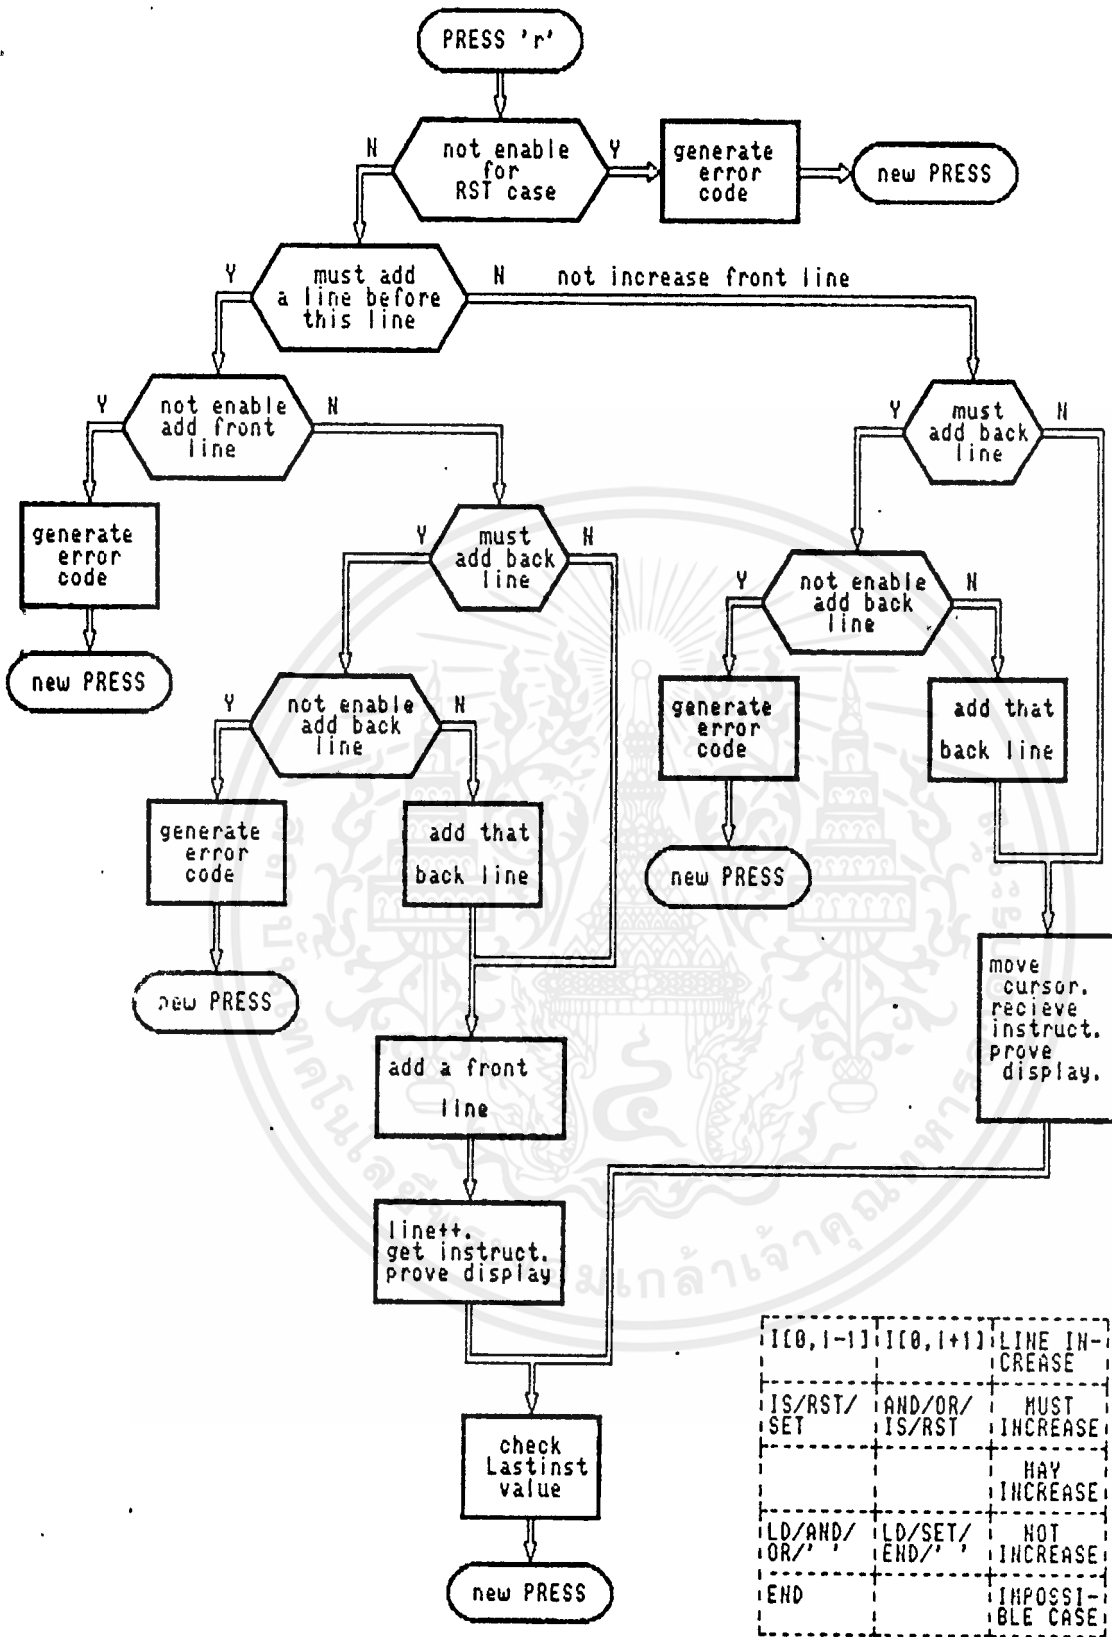 PRESS 'r'
N
not enable
for
RST case
Y
generate
error
code
new PRESS
Y
must add
a line before
this line
N
not increase front line
Y
not enable
add front
line
N
Y
must
add back
line
N
generate
error
code
new PRESS
Y
must
add back
line
N
Y
not enable
add back
line
N
generate
error
code
add that
back line
new PRESS
Y
not enable
add back
line
N
generate
error
code
add that
back line
new PRESS
move
cursor.
recieve
instruct.
prove
display.
add a front
line
line++.
get instruct.
prove display
check
Lastinst
value
new PRESS
I[0,l-1] I[0,l+1] LINE IN-
CREASE
IS/RST/ AND/OR/ MUST
SET IS/RST INCREASE
MAY
INCREASE
LD/AND/ LD/SET/ NOT
OR/' ' END/' ' INCREASE
END IMPOSSI-
BLE CASE